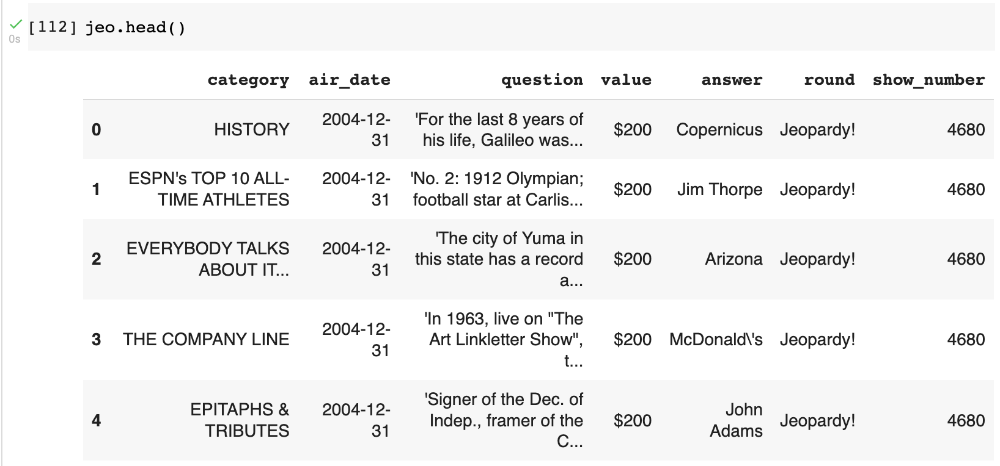 [112] jeo.head()
0s
category air_date question value answer round show_number
0 HISTORY 2004-12-31 'For the last 8 years of his life, Galileo was... $200 Copernicus Jeopardy! 4680
1 ESPN's TOP 10 ALL-TIME ATHLETES 2004-12-31 'No. 2: 1912 Olympian; football star at Carlis... $200 Jim Thorpe Jeopardy! 4680
2 EVERYBODY TALKS ABOUT IT... 2004-12-31 'The city of Yuma in this state has a record a... $200 Arizona Jeopardy! 4680
3 THE COMPANY LINE 2004-12-31 'In 1963, live on "The Art Linkletter Show", t... $200 McDonald\'s Jeopardy! 4680
4 EPITAPHS & TRIBUTES 2004-12-31 'Signer of the Dec. of Indep., framer of the C... $200 John Adams Jeopardy! 4680